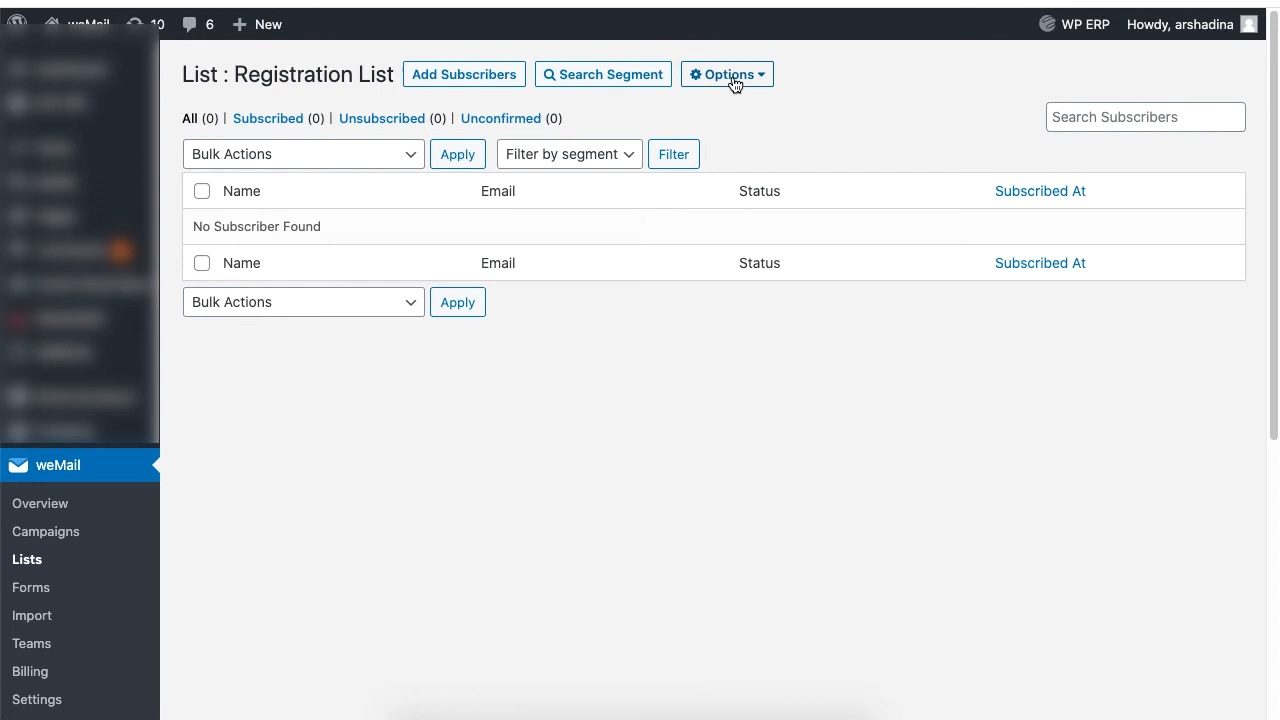 weMail 10 6 New WP ERP Howdy, arshadina
List : Registration List Add Subscribers Search Segment Options
All (0) | Subscribed (0) | Unsubscribed (0) | Unconfirmed (0) Search Subscribers
Bulk Actions Apply Filter by segment Filter
Name Email Status Subscribed At
No Subscriber Found
Name Email Status Subscribed At
Bulk Actions Apply
weMail
Overview
Campaigns
Lists
Forms
Import
Teams
Billing
Settings